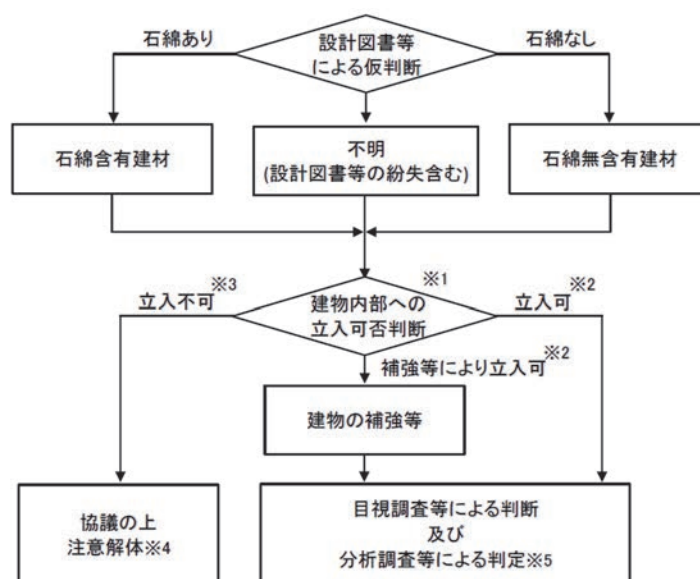 石綿あり
設計図書等
による仮判断
石綿なし
石綿含有建材
不明
(設計図書等の紛失含む)
石綿無含有建材
立入不可※3
建物内部への
立入可否判断
※1
立入可※2
補強等により立入可※2
建物の補強等
協議の上
注意解体※4
目視調査等による判断
及び
分析調査等による判定※5